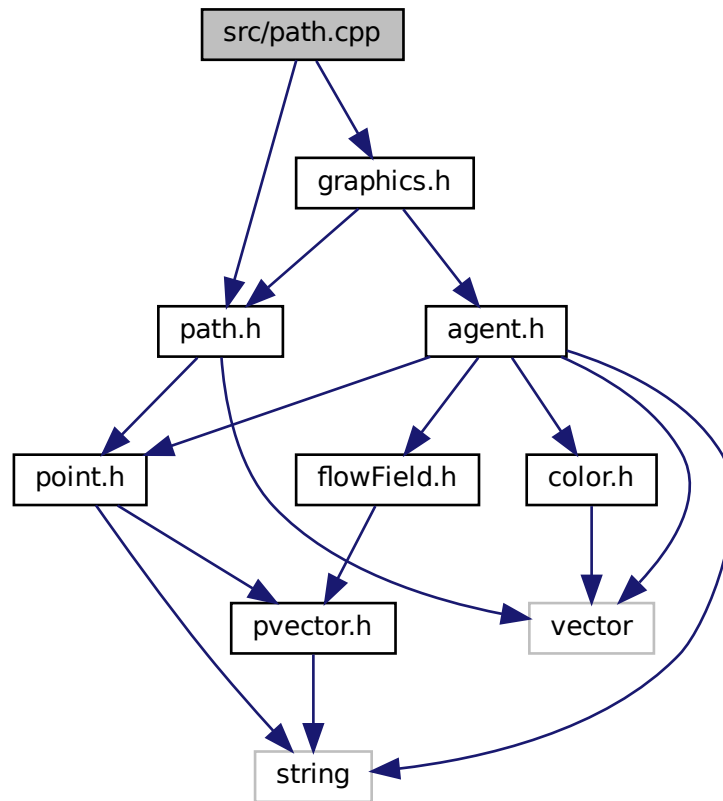 src/path.cpp
graphics.h
path.h
agent.h
point.h
flowField.h
color.h
pvector.h
vector
string